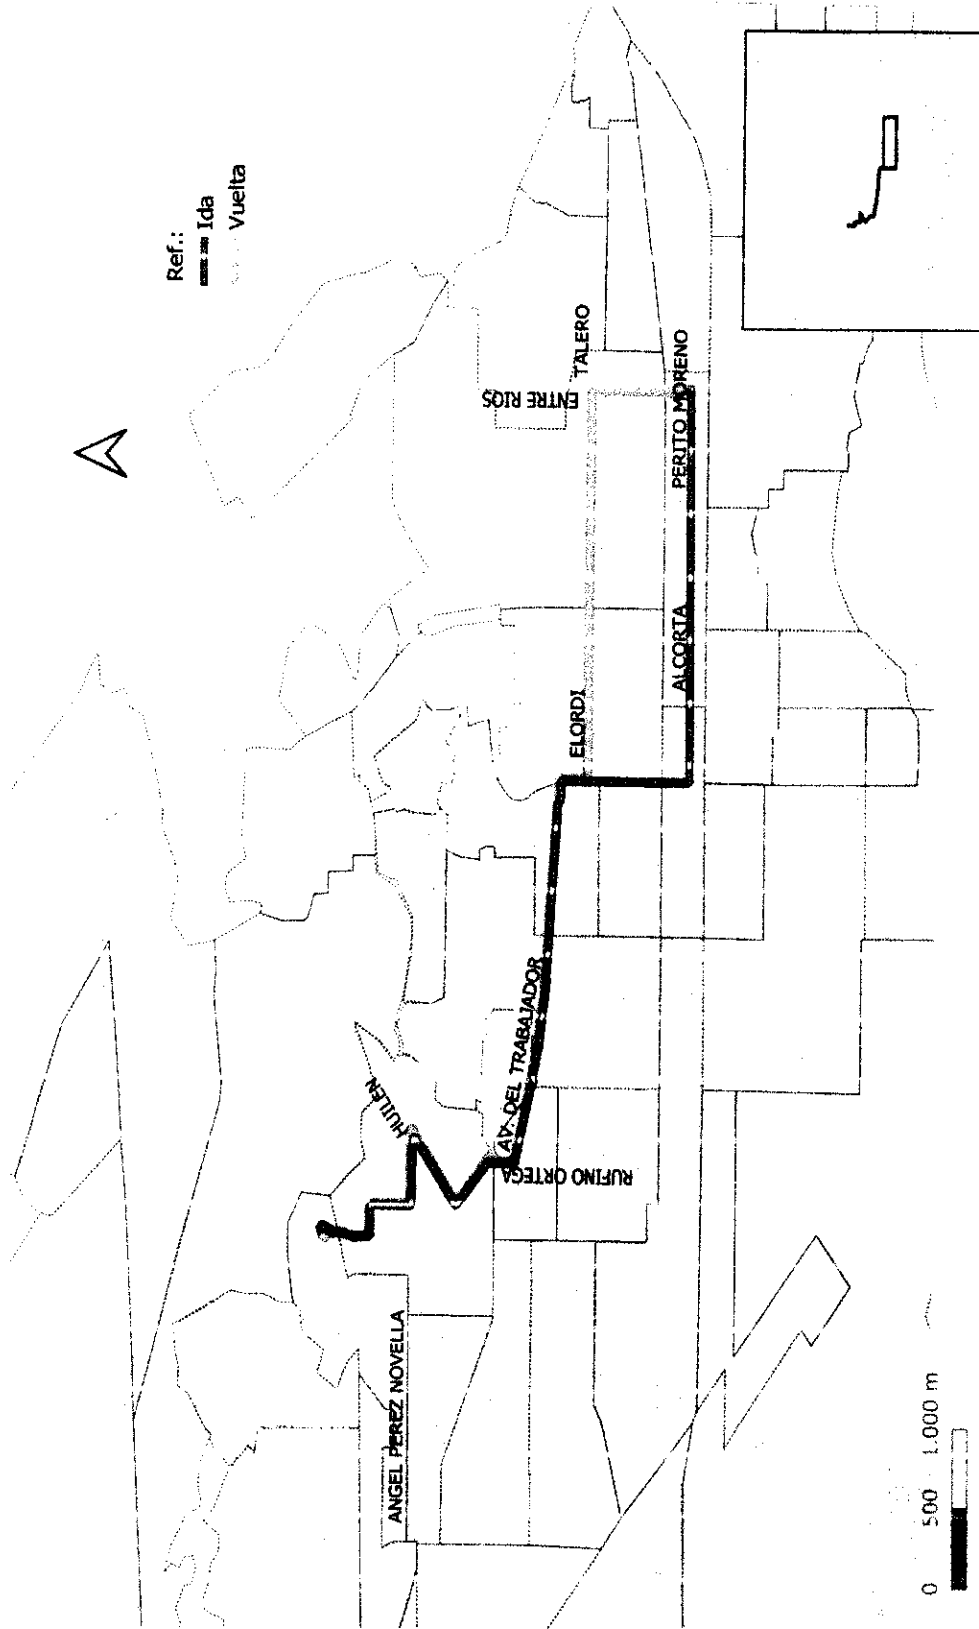 Ref.:
Ida
Vuelta
TALERO
ENTRE RIOS
PERITO MORENO
ELORDI
ALCORTA
AV. DEL TRABAJADOR
HUILEN
RUFINO ORTEGA
ANGEL PEREZ NOVELLA
0 500 1.000 m